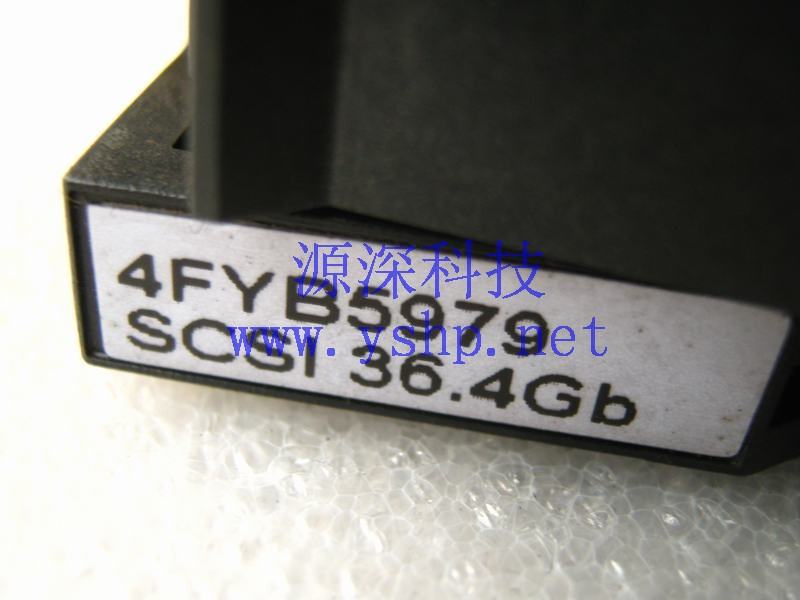 源深科技
4FYB5979
www.yshp.net
SCSI 36.4Gb